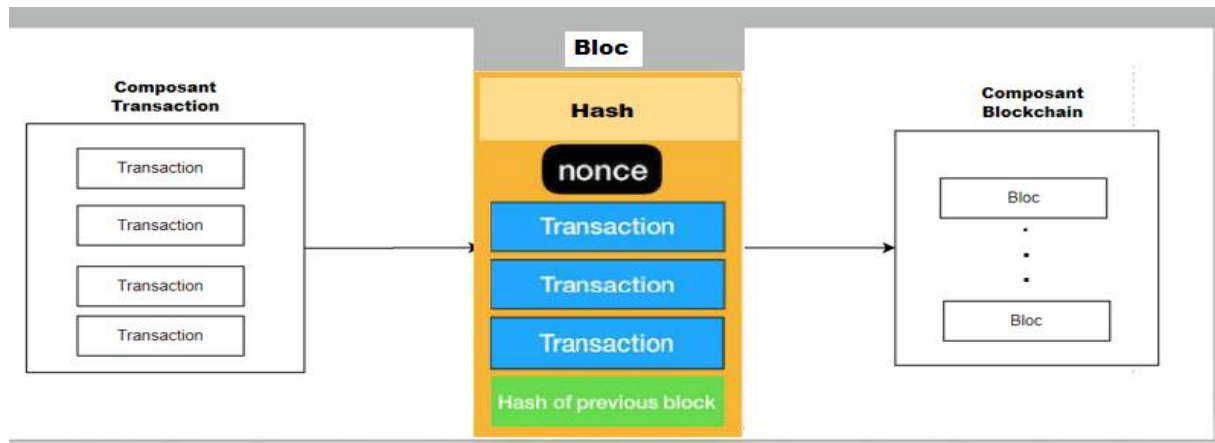 Composant
Transaction
Transaction
Transaction
Transaction
Transaction
Bloc
Hash
nonce
Transaction
Transaction
Transaction
Hash of previous block
Composant
Blockchain
Bloc
Bloc